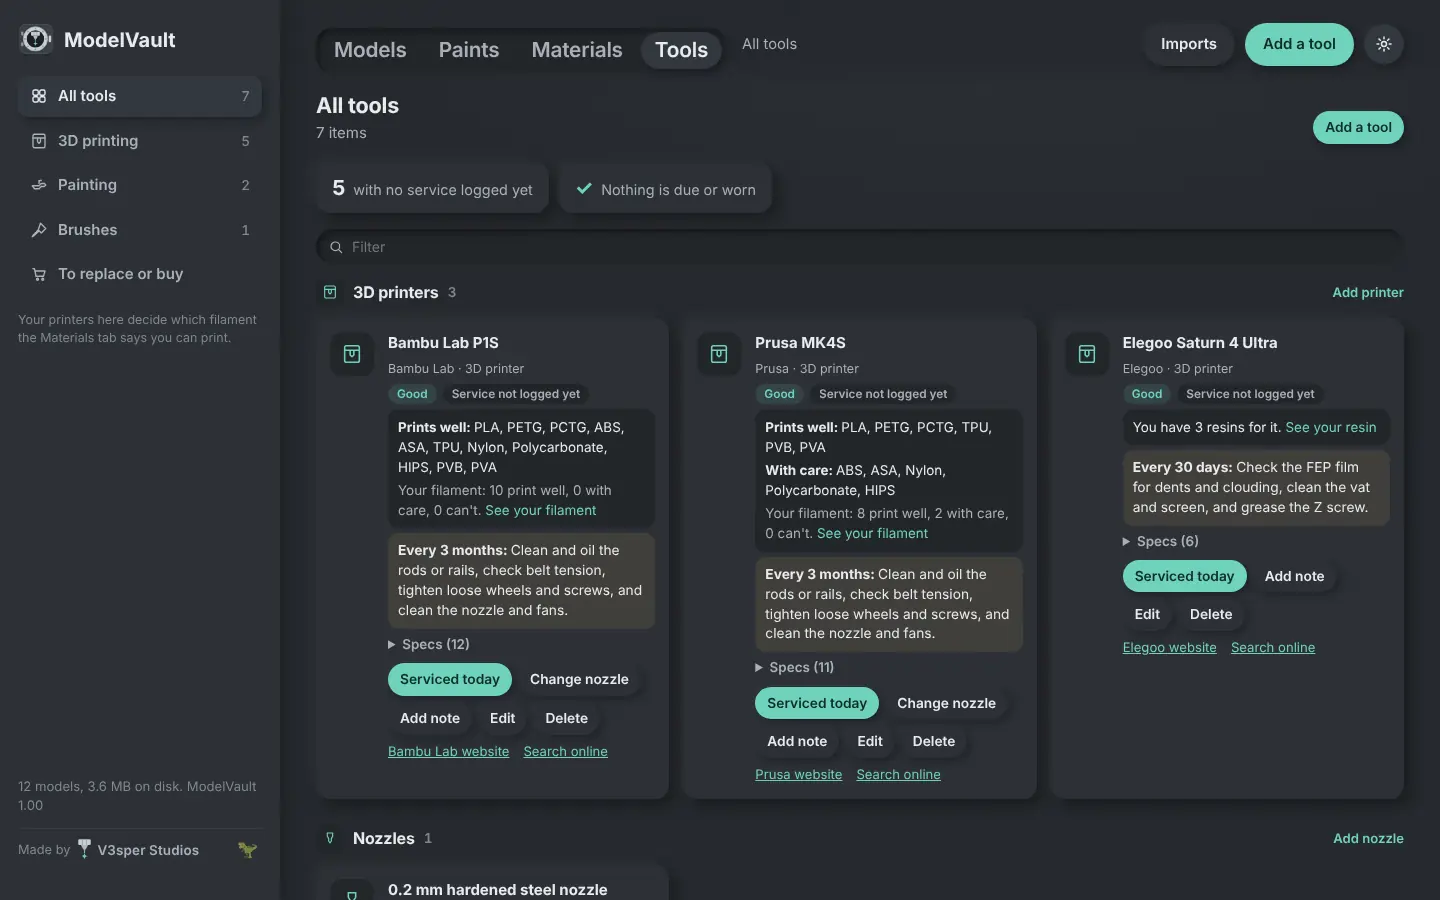 ModelVault
All tools 7
3D printing 5
Painting 2
Brushes 1
To replace or buy
Your printers here decide which filament
the Materials tab says you can print.
12 models, 3.6 MB on disk. ModelVault
1.00
Made by V3sper Studios
Models Paints Materials Tools All tools
Imports Add a tool
All tools
7 items
Add a tool
5 with no service logged yet
Nothing is due or worn
Filter
3D printers 3
Add printer
Bambu Lab P1S
Bambu Lab · 3D printer
Good Service not logged yet
Prints well: PLA, PETG, PCTG, ABS,
ASA, TPU, Nylon, Polycarbonate,
HIPS, PVB, PVA
Your filament: 10 print well, 0 with
care, 0 can't. See your filament
Every 3 months: Clean and oil the
rods or rails, check belt tension,
tighten loose wheels and screws, and
clean the nozzle and fans.
Specs (12)
Serviced today Change nozzle
Add note Edit Delete
Bambu Lab website Search online
Prusa MK4S
Prusa · 3D printer
Good Service not logged yet
Prints well: PLA, PETG, PCTG, TPU,
PVB, PVA
With care: ABS, ASA, Nylon,
Polycarbonate, HIPS
Your filament: 8 print well, 2 with care,
0 can't. See your filament
Every 3 months: Clean and oil the
rods or rails, check belt tension,
tighten loose wheels and screws, and
clean the nozzle and fans.
Specs (11)
Serviced today Change nozzle
Add note Edit Delete
Prusa website Search online
Elegoo Saturn 4 Ultra
Elegoo · 3D printer
Good Service not logged yet
You have 3 resins for it. See your resin
Every 30 days: Check the FEP film
for dents and clouding, clean the vat
and screen, and grease the Z screw.
Specs (6)
Serviced today Add note
Edit Delete
Elegoo website Search online
Nozzles 1
Add nozzle
0.2 mm hardened steel nozzle